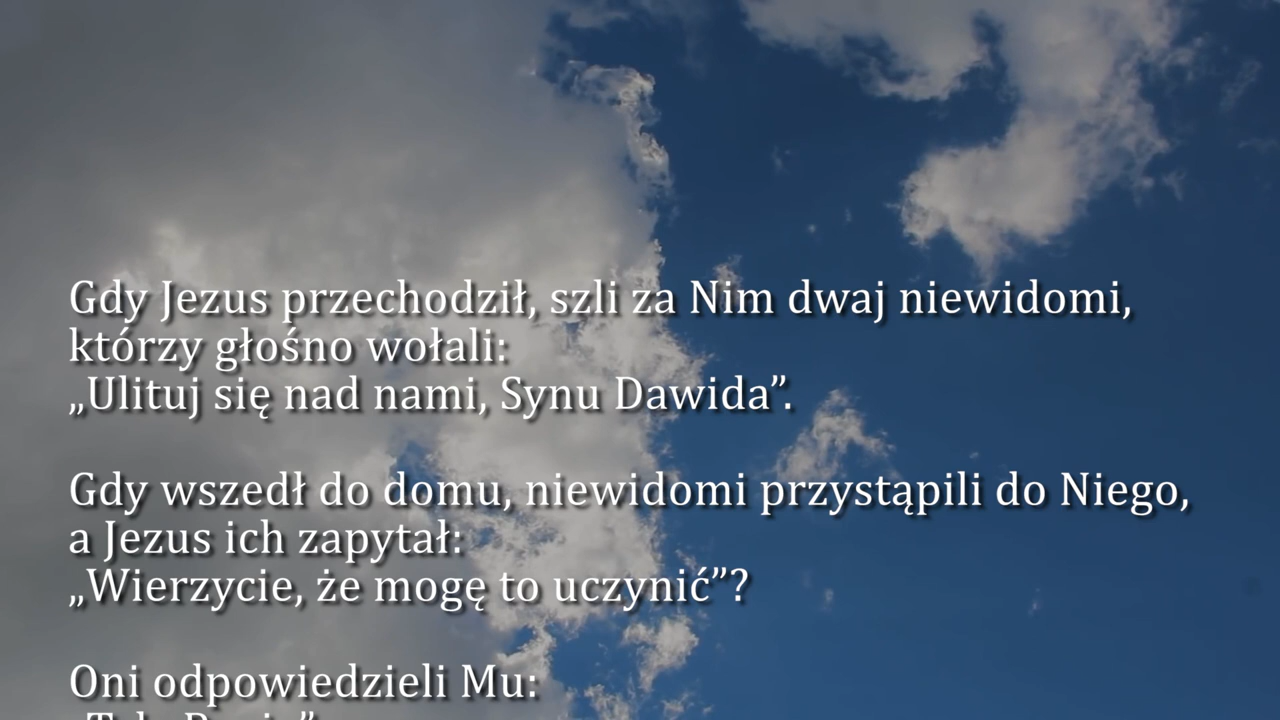 Gdy Jezus przechodził, szli za Nim dwaj niewidomi,
którzy głośno wołali:
„Ulituj się nad nami, Synu Dawida”.
Gdy wszedł do domu, niewidomi przystąpili do Niego,
a Jezus ich zapytał:
„Wierzycie, że mogę to uczynić”?
Oni odpowiedzieli Mu: